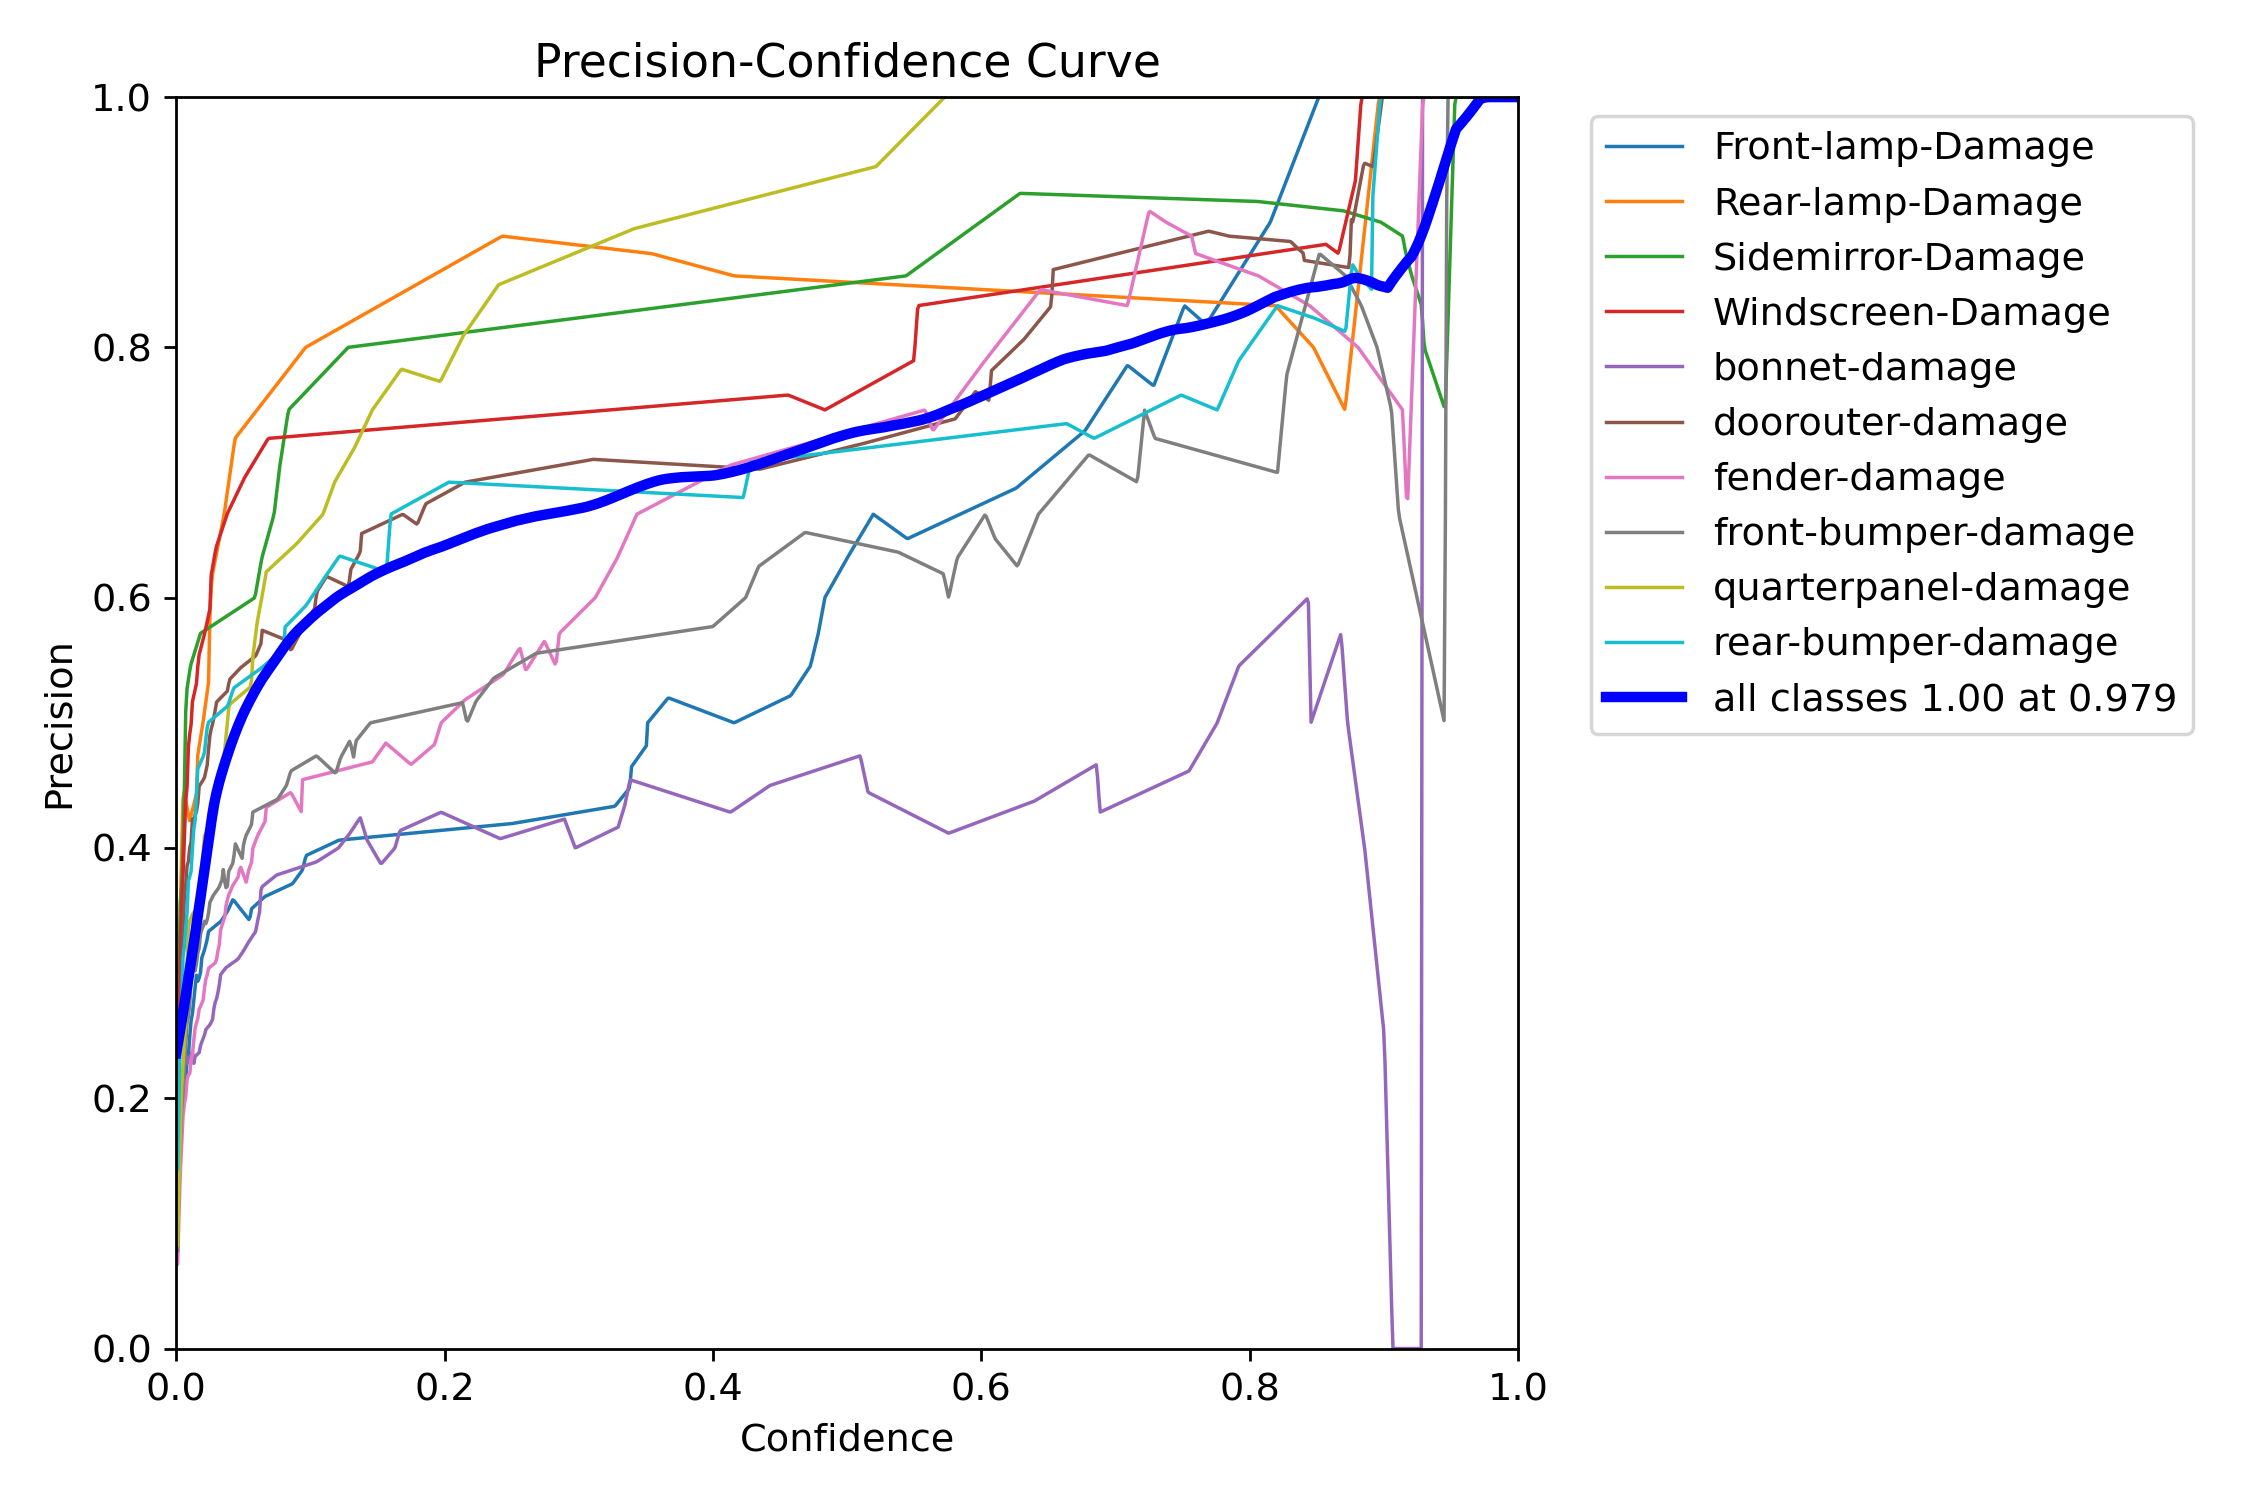 Precision-Confidence Curve
1.0
0.8
0.6
0.4
0.2
0.0
Precision
0.0 0.2 0.4 0.6 0.8 1.0
Confidence
Front-lamp-Damage
Rear-lamp-Damage
Sidemirror-Damage
Windscreen-Damage
bonnet-damage
doorouter-damage
fender-damage
front-bumper-damage
quarterpanel-damage
rear-bumper-damage
all classes 1.00 at 0.979